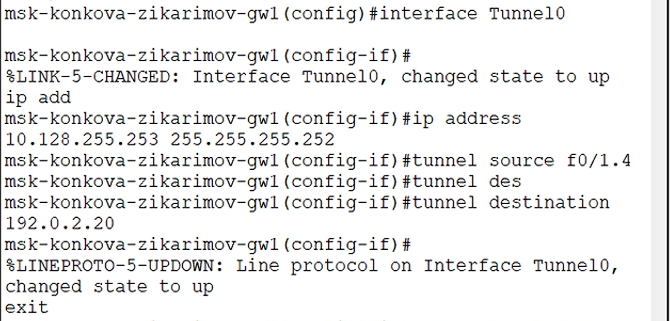 msk-konkova-zikarimov-gw1(config)#interface Tunnel0
msk-konkova-zikarimov-gw1(config-if)#
%LINK-5-CHANGED: Interface Tunnel0, changed state to up
ip add
msk-konkova-zikarimov-gw1(config-if)#ip address
10.128.255.253 255.255.255.252
msk-konkova-zikarimov-gw1(config-if)#tunnel source f0/1.4
msk-konkova-zikarimov-gw1(config-if)#tunnel des
msk-konkova-zikarimov-gw1(config-if)#tunnel destination
192.0.2.20
msk-konkova-zikarimov-gw1(config-if)#
%LINEPROTO-5-UPDOWN: Line protocol on Interface Tunnel0,
changed state to up
exit